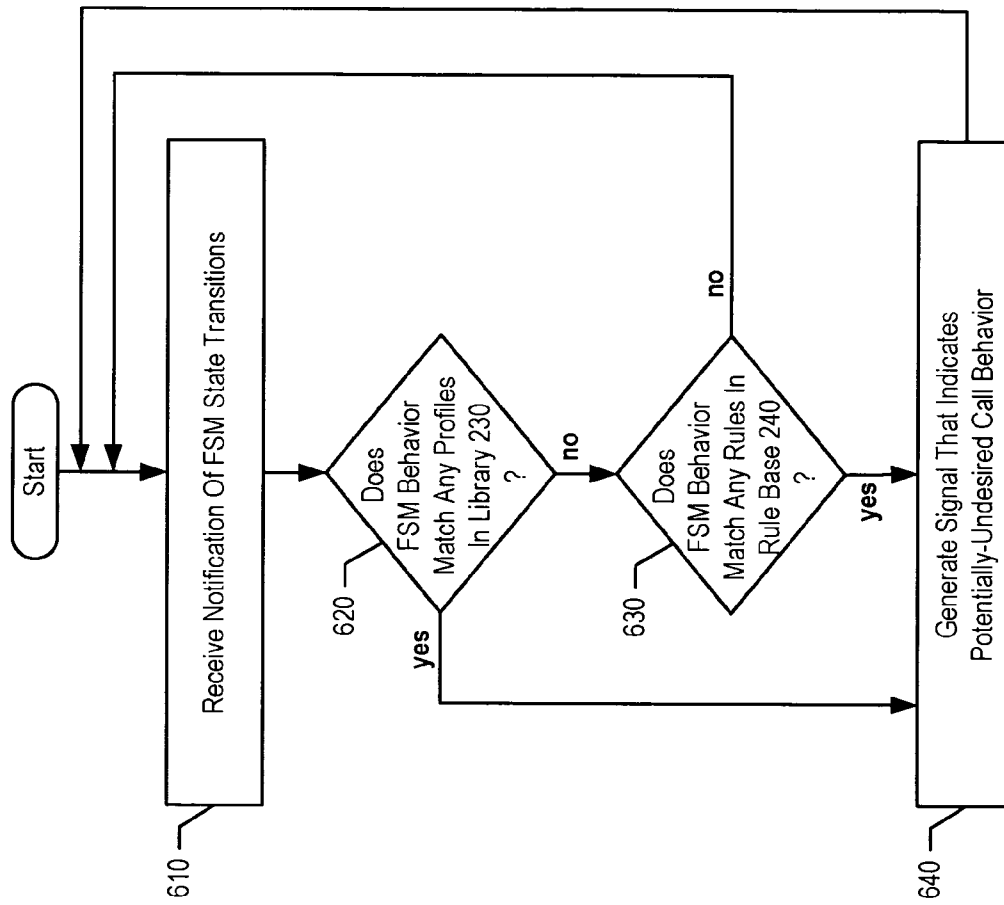 Start
610
Receive Notification Of FSM State Transitions
620
Does
FSM Behavior
Match Any Profiles
In Library 230
?
yes
no
630
Does
FSM Behavior
Match Any Rules In
Rule Base 240
?
no
yes
640
Generate Signal That Indicates
Potentially-Undesired Call Behavior